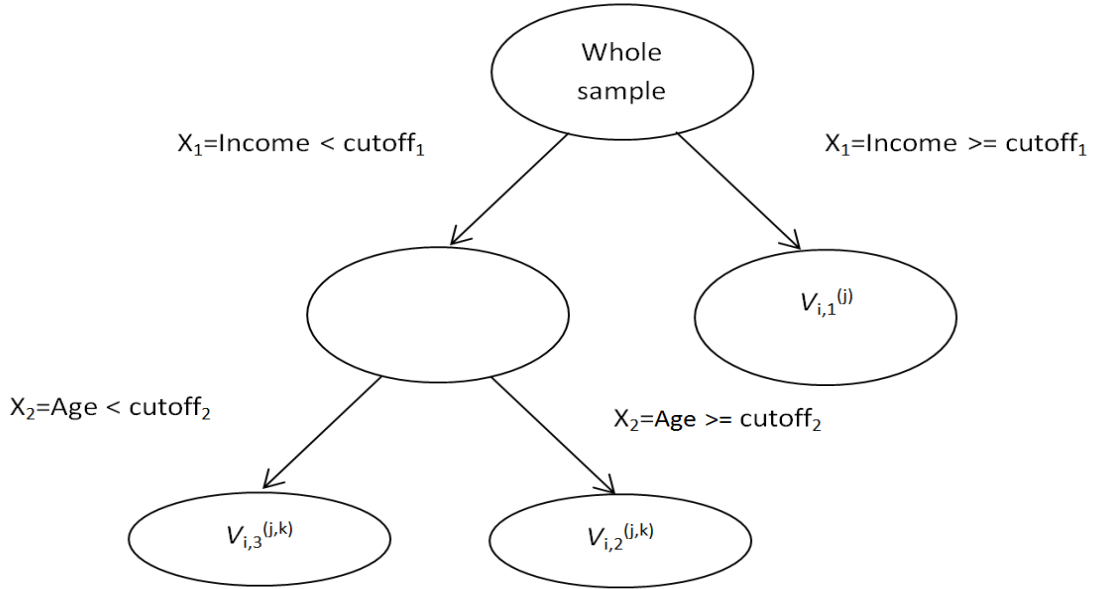 Whole
sample
X₁=Income < cutoff₁
X₁=Income >= cutoff₁
Vᵢ,₁⁽ʲ⁾
X₂=Age < cutoff₂
X₂=Age >= cutoff₂
Vᵢ,₃⁽ʲ,ᵏ⁾
Vᵢ,₂⁽ʲ,ᵏ⁾